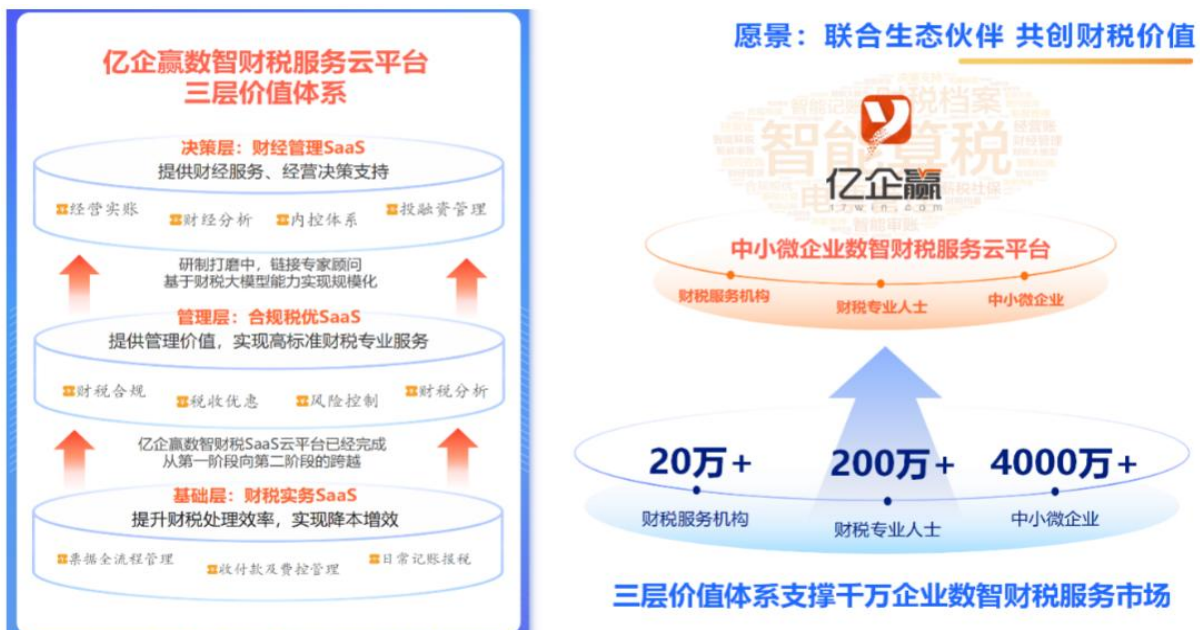 亿企赢数智财税服务云平台
三层价值体系
决策层：财经管理SaaS
提供财经服务、经营决策支持
经营实账
财经分析
内控体系
投融资管理
研制打磨中，链接专家顾问
基于财税大模型能力实现规模化
管理层：合规税优SaaS
提供管理价值，实现高标准财税专业服务
财税合规
税收优惠
风险控制
财税分析
亿企赢数智财税SaaS云平台已经完成
从第一阶段向第二阶段的跨越
基础层：财税实务SaaS
提升财税处理效率，实现降本增效
票据全流程管理
收付款及费控管理
日常记账报税
愿景：联合生态伙伴 共创财税价值
财税档案
智能算税
亿企赢
17win.com
中小微企业数智财税服务云平台
财税服务机构
财税专业人士
中小微企业
20万+
200万+
4000万+
财税服务机构
财税专业人士
中小微企业
三层价值体系支撑千万企业数智财税服务市场